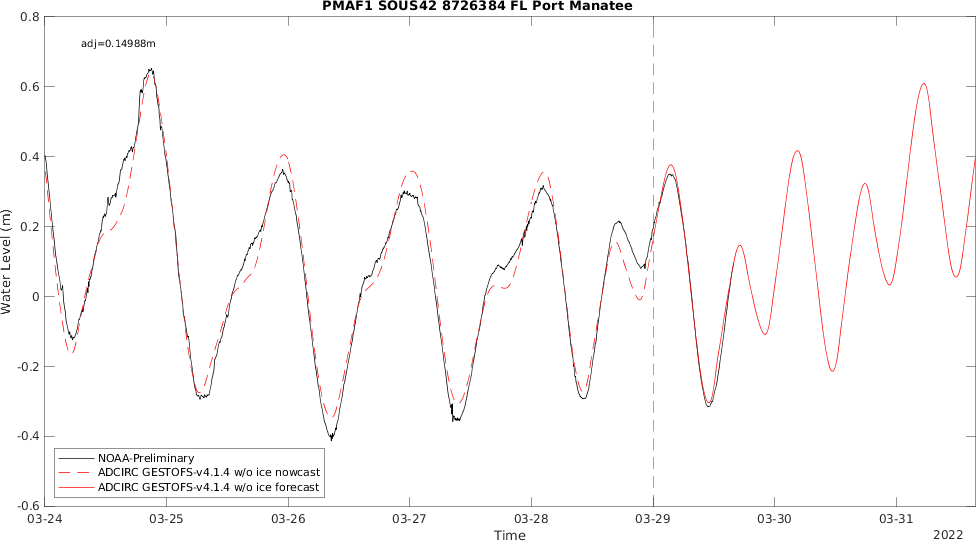 PMAF1 SOUS42 8726384 FL Port Manatee
adj=0.14988m
Water Level (m)
0.8
0.6
0.4
0.2
0
-0.2
-0.4
-0.6
NOAA-Preliminary
ADCIRC GESTOFS-v4.1.4 w/o ice nowcast
ADCIRC GESTOFS-v4.1.4 w/o ice forecast
03-24 03-25 03-26 03-27 03-28 03-29 03-30 03-31
Time
2022